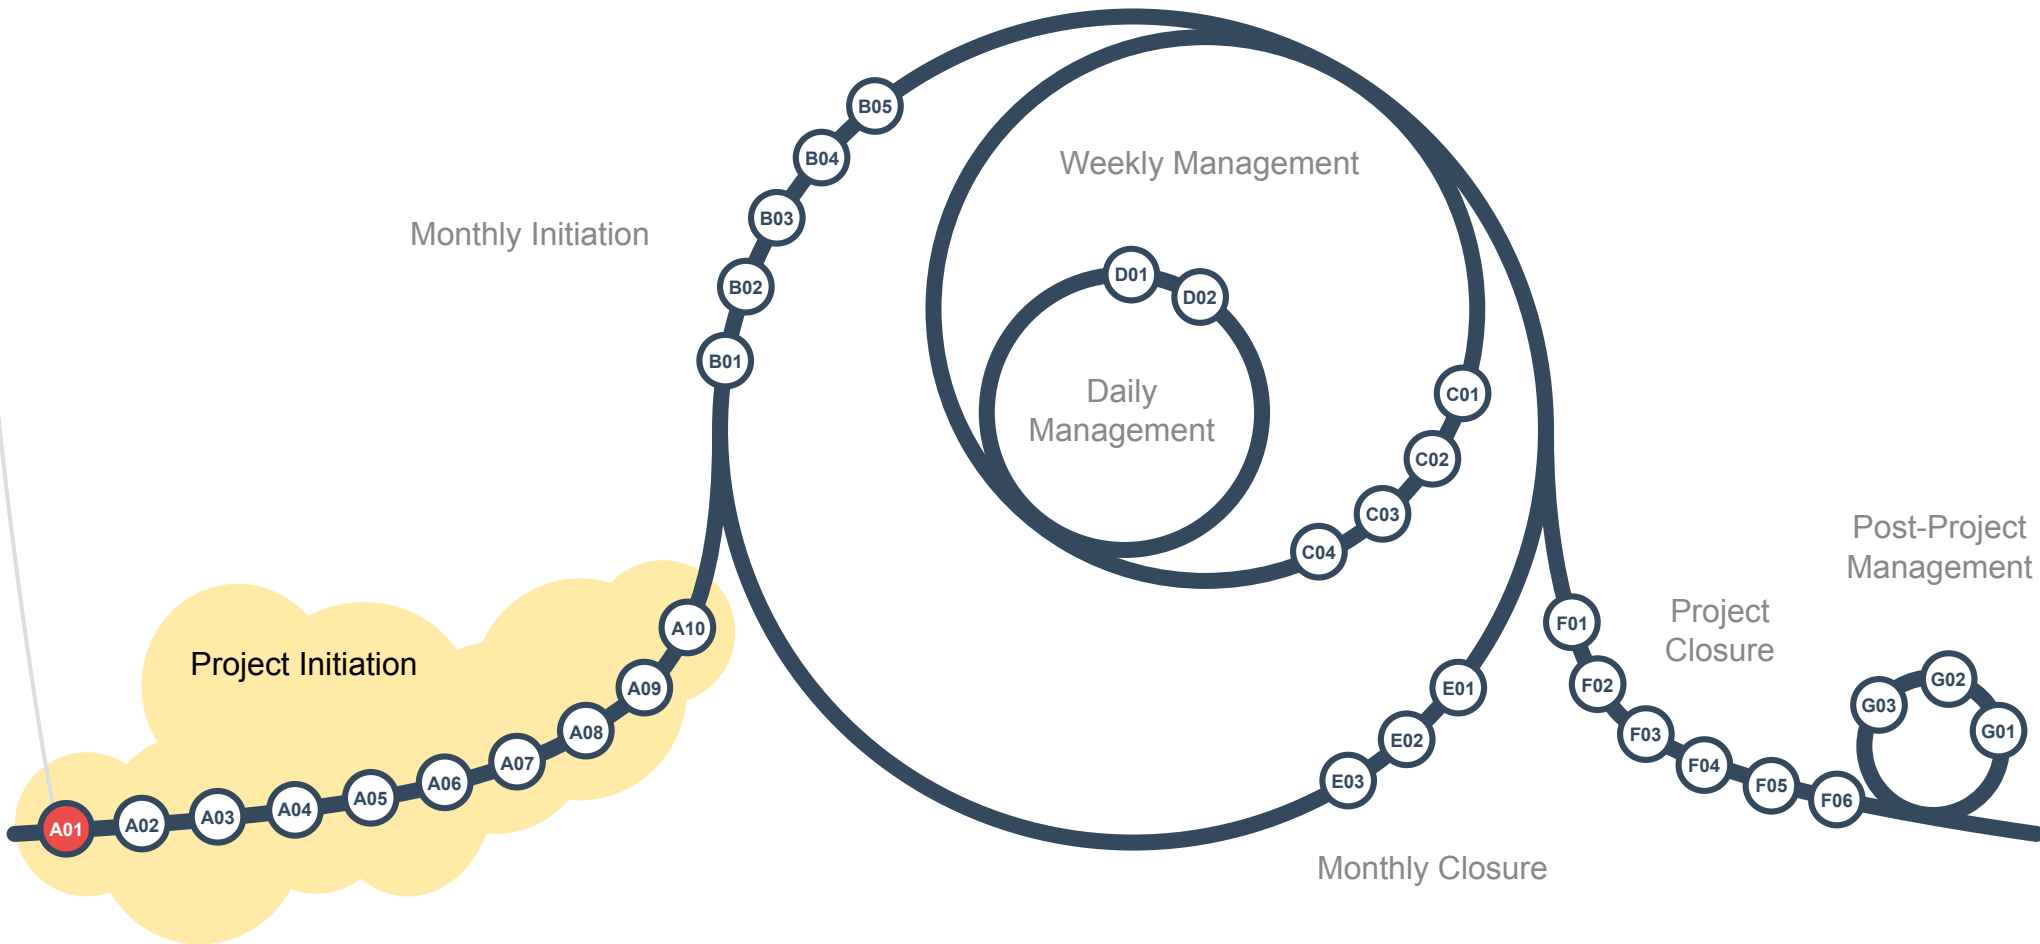 B05
B04
Weekly Management
B03
Monthly Initiation
D01
B02
D02
B01
Daily
Management
C01
C02
C03
C04
Post-Project
Management
Project
Closure
F01
A10
Project Initiation
F02
G02
A09
E01
G03
A08
E02
F03
G01
A07
F04
A06
E03
F05
A05
F06
A04
A03
A02
A01
Monthly Closure